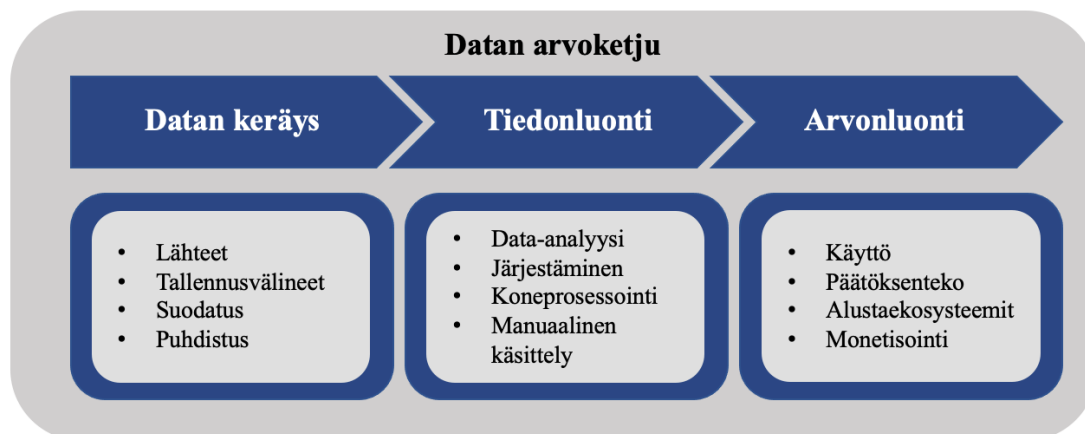 Datan arvoketju
Datan keräys
Tiedonluonti
Arvonluonti
• Lähteet
• Tallennusvälineet
• Suodatus
• Puhdistus
• Data-analyysi
• Järjestäminen
• Koneprosessointi
• Manuaalinen
käsittely
• Käyttö
• Päätöksenteko
• Alustaekosysteemit
• Monetisointi